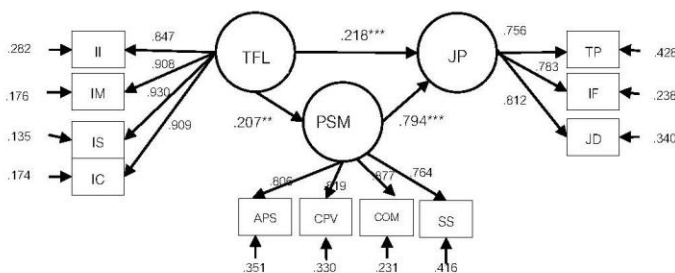 .847 .218*** .756
.282 II TFL JP TP .428
.908 .783
.176 IM .930 IF .238
.909 .812
.207** PSM .794***
.135 IS JD .340
.174 IC
.806 .819 .877 .764
APS CPV COM SS
.351 .330 .231 .416